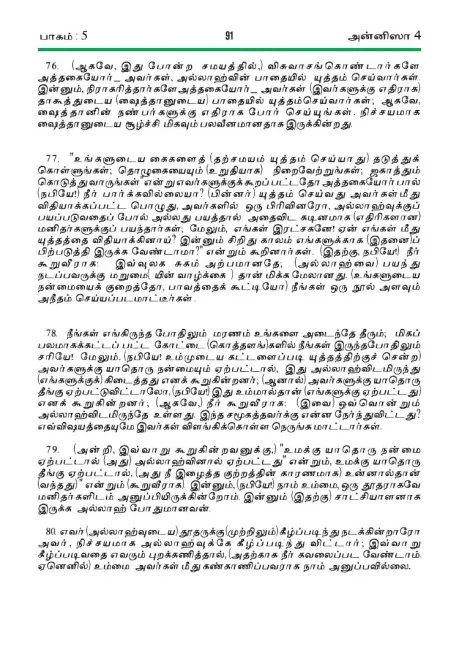 பாகம் : 5 91 அன்னிஸா 4
76. (ஆகவே, இது போன்ற சமயத்தில்,) விசுவாசங்கொண்டார்களே
அத்தகையோர்_ அவர்கள், அல்லாஹ்வின் பாதையில் யுத்தம் செய்வார்கள்.
இன்னும், நிராகரித்தார்களேஅத்தகையோர்_ அவர்கள் (இவர்களுக்கு எதிராக)
தாகூத்துடைய (ஷைத்தானுடைய) பாதையில் யுத்தம்செய்வார்கள் ; ஆகவே,
ஷைத்தானின் நண்பர்களுக்கு எதிராக போர் செய்யுங்கள். நிச்சயமாக
ஷைத்தானுடைய சூழ்ச்சி மிகவும் பலவீனமானதாக இருக்கின்றது.
77. "உங்களுடைய கைகளைத் (தற்சமயம் யுத்தம் செய்யாது) தடுத்துக்
கொள்ளுங்கள்; தொழுகையையும் (உறுதியாக) நிறைவேற்றுங்கள்; ஜகாத்தும்
கொடுத்துவாருங்கள் என்று எவர்களுக்குக்கூறப்பட்டதோ அத்தகையோர்பால்
(நபியே!) நீர் பார்க்கவில்லையா? (பின்னர்) யுத்தம் செய்வது அவர்கள்மீது
விதியாக்கப்பட்ட பொழுது, அவர்களில் ஒரு பிரிவினரோ, அல்லாஹ்வுக்குப்
பயப்படுவதைப் போல் அல்லது பயத்தால் அதைவிட கடினமாக (எதிரிகளான)
மனிதர்களுக்குப் பயந்தார்கள்; மேலும், எங்கள் இரட்சகனே! ஏன் எங்கள் மீது
யுத்தத்தை விதியாக்கினாய்? இன்னும் சிறிது காலம் எங்களுக்காக (இதனைப்)
பிற்படுத்தி இருக்க வேண்டாமா?" என்றும் கூறினார்கள். (இதற்கு, நபியே!) நீர்
கூறுவீராக: இவ்வுலக சுகம் அற்பமானதே; (அல்லாஹ்வை) பயந்து
நடப்பவருக்கு மறுமை( யின் வாழ்க்கை ) தான் மிக்க மேலானது. (உங்களுடைய
நன்மையைக் குறைத்தோ, பாவத்தைக் கூட்டியோ) நீங்கள் ஒரு நூல் அளவும்
அநீதம் செய்யப்படமாட்டீர்கள் .
78. நீங்கள் எங்கிருந்த போதிலும் மரணம் உங்களை அடைந்தே தீரும்; மிகப்
பலமாகக்கட்டப் பட்ட கோட்டை (கொத்தளங்)களில் நீங்கள் இருந்தபோதிலும்
சரியே! மேலும், (நபியே! உம்முடைய கட்டளைப்படி யுத்தத்திற்குச் சென்ற)
அவர்களுக்கு யாதொரு நன்மையும் ஏற்பட்டால், இது அல்லாஹ்விடமிருந்து
(எங்களுக்குக்) கிடைத்தது எனக் கூறுகின்றனர்; (ஆனால்) அவர்களுக்கு யாதொரு
தீங்கு ஏற்பட்டுவிட்டாலோ, (நபியே!) இது உம்மால்தான் (எங்களுக்கு ஏற்பட்டது)
எனக் கூறுகின்றனர்; (ஆகவே,) நீர் கூறுவீராக:" (இவை) ஒவ்வொன்றும்
அல்லாஹ்விடமிருந்தே உள்ளது. இந்த சமூகத்தவர்க்கு என்ன நேர்ந்துவிட்டது?
எவ்விஷயத்தையுமே இவர்கள் விளங்கிக்கொள்ள நெருங்கமாட்டார்கள்.
79. (அன்றி, இவ்வாறு கூறுகின்றவனுக்கு,) "உமக்கு யாதொரு நன்மை
ஏற்பட்டால் (அது) அல்லாஹ்வினால் ஏற்பட்டது" என்றும், உமக்கு யாதொரு
தீங்கு ஏற்பட்டால், (அது நீ இழைத்த குற்றத்தின் காரணமாக) உன்னால்தான்
(வந்தது)" என்றும் (கூறுவீராக). இன்னும், (நபியே!) நாம் உம்மை, ஒரு தூதராகவே
மனிதர்களிடம் அனுப்பியிருக்கின்றோம். இன்னும் (இதற்கு) சாட்சியாளனாக
இருக்க அல்லாஹ் போதுமானவன்.
80. எவர் (அல்லாஹ்வுடைய) தூதருக்கு (முற்றிலும்) கீழ்ப்படிந்து நடக்கின்றாரோ
அவர், நிச்சயமாக அல்லாஹ்வுக்கே கீழ்ப்படிந்து விட்டார்; இவ்வாறு
கீழ்ப்படிவதை எவரும் புறக்கணித்தால், (அதற்காக நீர் கவலைப்பட வேண்டாம்.
ஏனெனில்) உம்மை அவர்கள் மீது கண்காணிப்பவராக நாம் அனுப்பவில்லை.